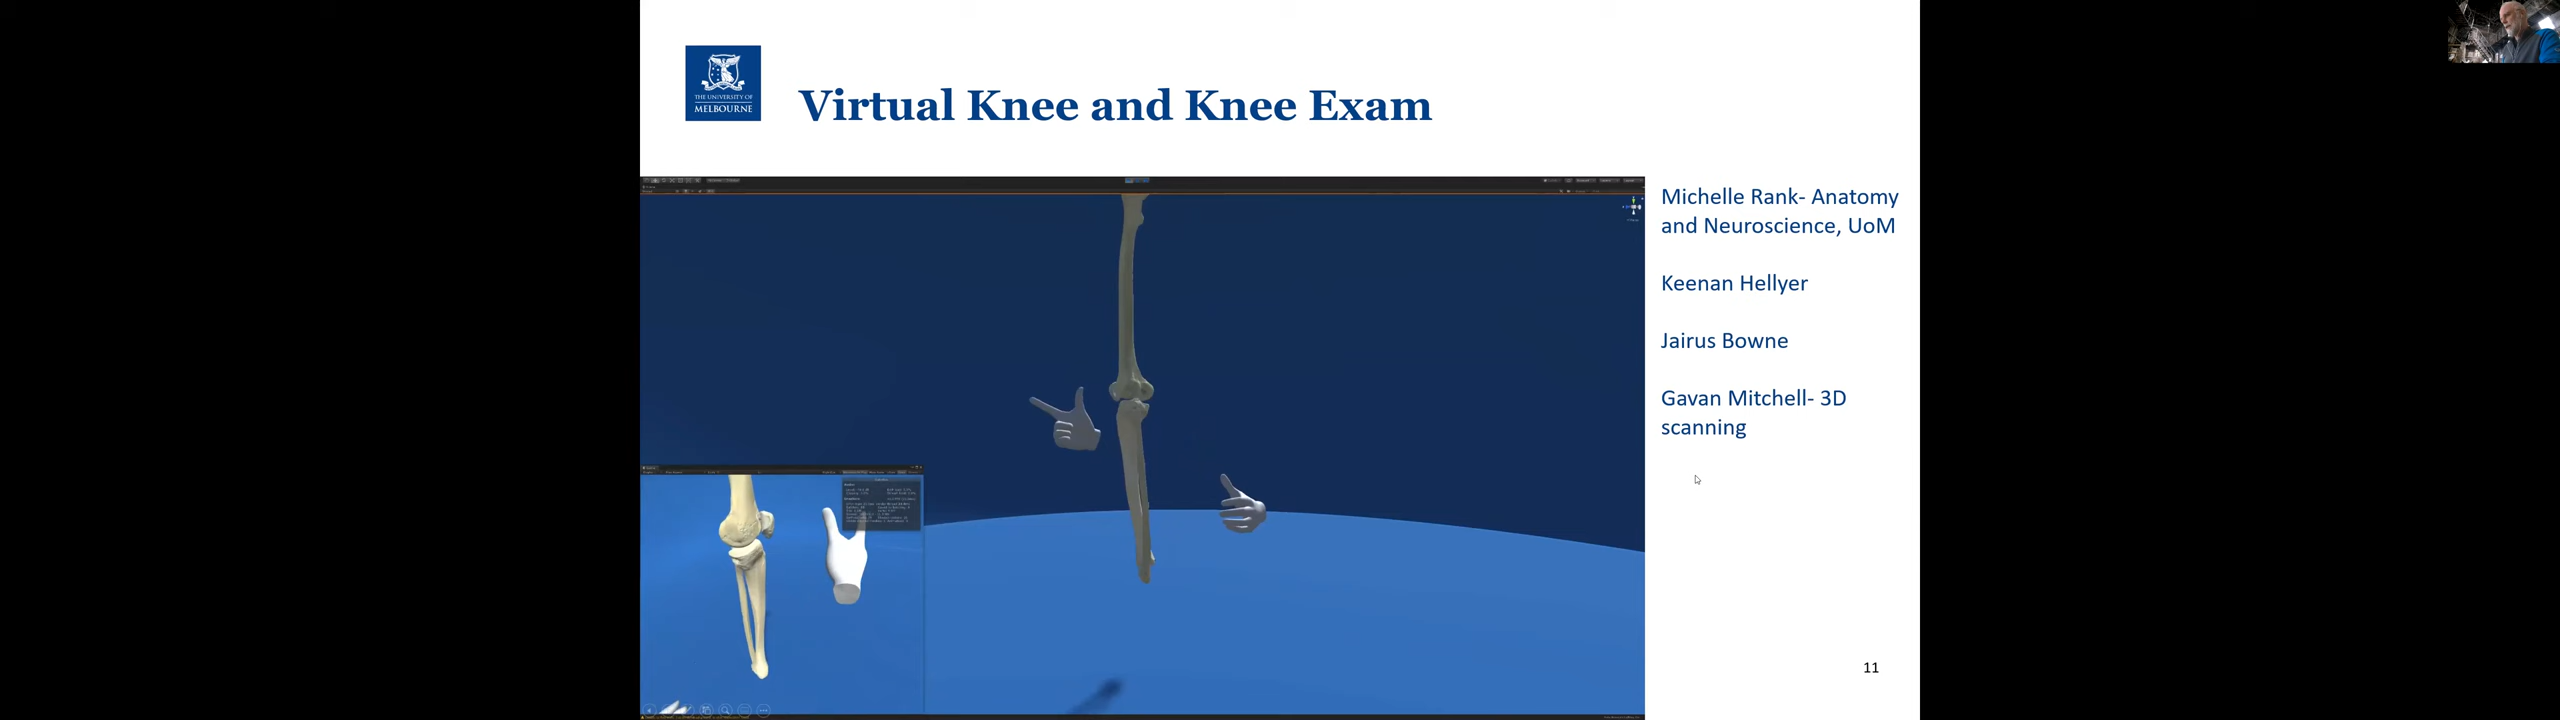 THE UNIVERSITY OF
MELBOURNE
Virtual Knee and Knee Exam
Michelle Rank- Anatomy
and Neuroscience, UoM
Keenan Hellyer
Jairus Bowne
Gavan Mitchell- 3D
scanning
11